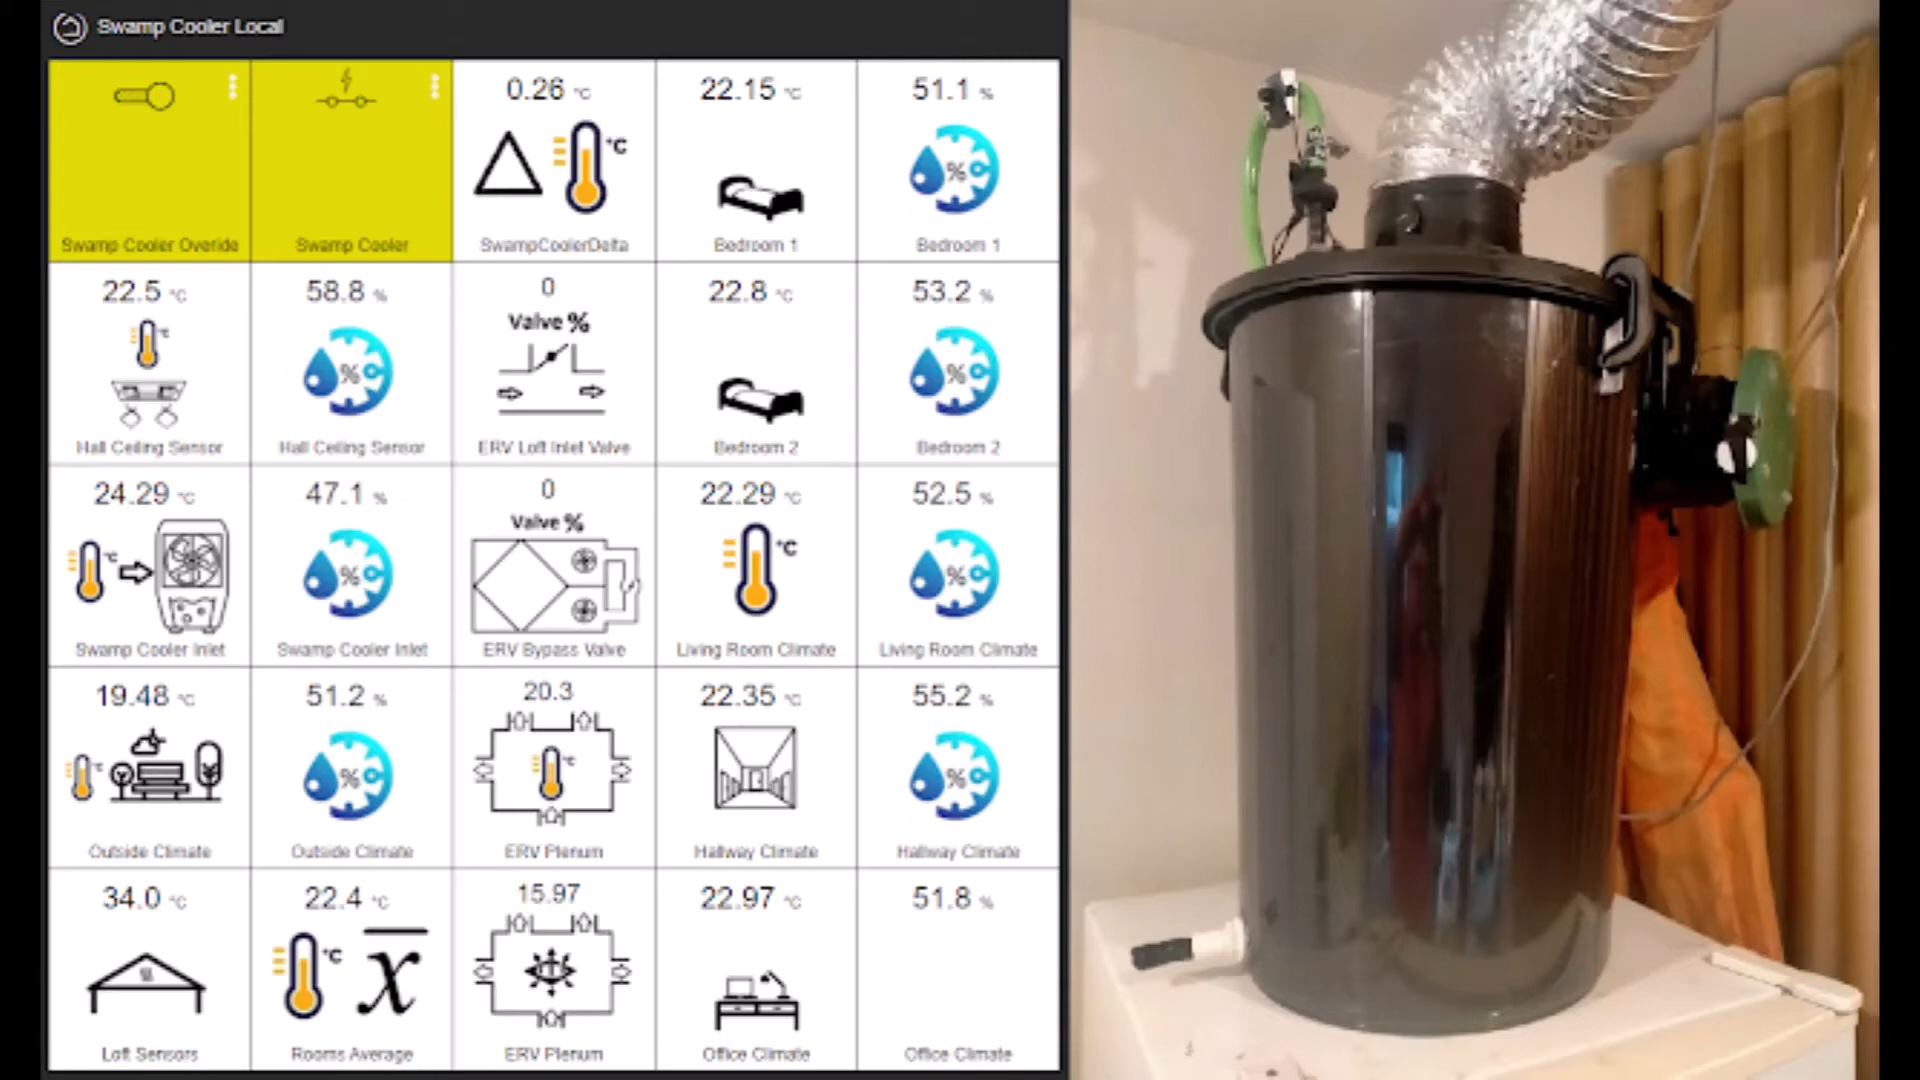 Swamp Cooler Local
Swamp Cooler Overide
Swamp Cooler
0.26 °C
°C
SwampCoolerDelta
22.15 °C
Bedroom 1
51.1 %
%
Bedroom 1
22.5 °C
°C
Hall Ceiling Sensor
58.8 %
%
Hall Ceiling Sensor
0
Valve %
ERV Loft Inlet Valve
22.8 °C
Bedroom 2
53.2 %
%
Bedroom 2
24.29 °C
°C
Swamp Cooler Inlet
47.1 %
%
Swamp Cooler Inlet
0
Valve %
ERV Bypass Valve
22.29 °C
°C
Living Room Climate
52.5 %
%
Living Room Climate
19.48 °C
°C
Outside Climate
51.2 %
%
Outside Climate
20.3
°C
ERV Plenum
22.35 °C
Hallway Climate
55.2 %
%
Hallway Climate
34.0 °C
Loft Sensors
22.4 °C
°C x
Rooms Average
15.97
ERV Plenum
22.97 °C
Office Climate
51.8 %
Office Climate